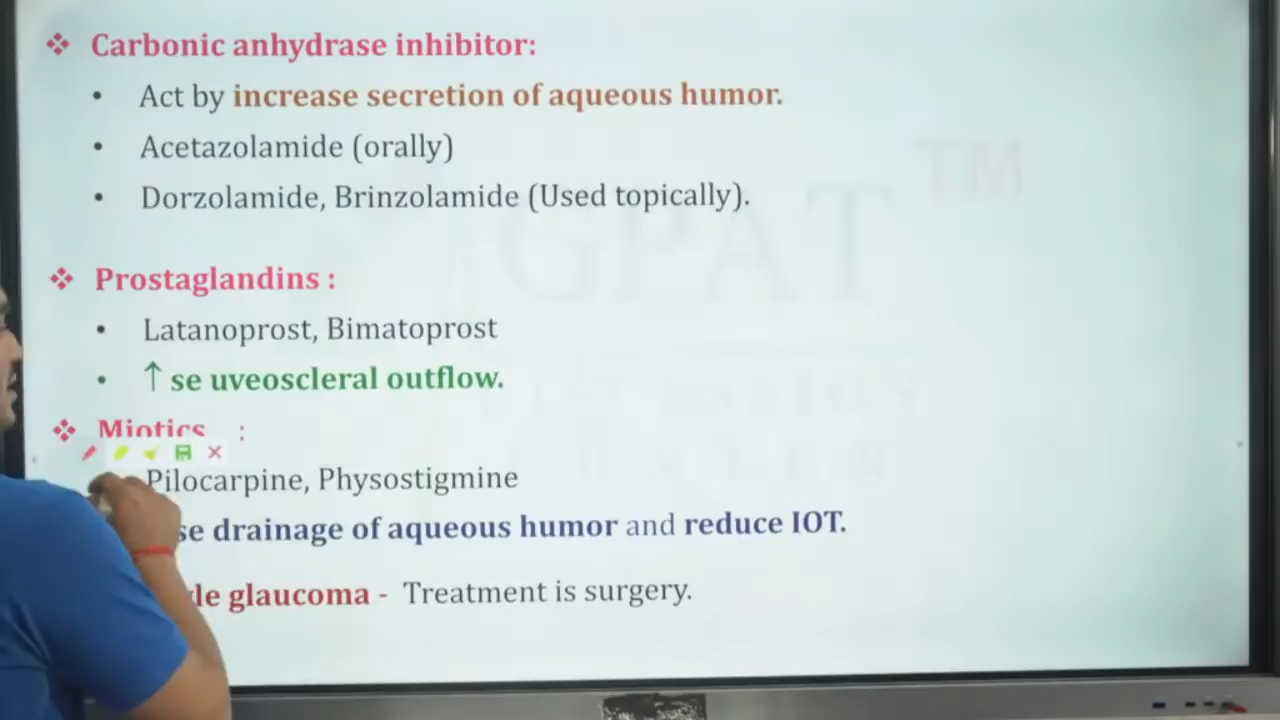 ❖ Carbonic anhydrase inhibitor:
• Act by increase secretion of aqueous humor.
• Acetazolamide (orally)
• Dorzolamide, Brinzolamide (Used topically).
TM
GPAT
❖ Prostaglandins :
• Latanoprost, Bimatoprost
• ↑ se uveoscleral outflow.
❖ Miotics :
Pilocarpine, Physostigmine
se drainage of aqueous humor and reduce IOT.
le glaucoma - Treatment is surgery.